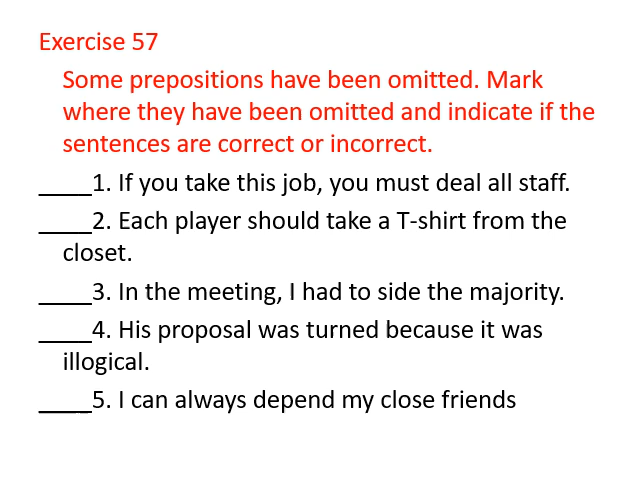 Exercise 57
Some prepositions have been omitted. Mark
where they have been omitted and indicate if the
sentences are correct or incorrect.
____1. If you take this job, you must deal all staff.
____2. Each player should take a T-shirt from the
closet.
____3. In the meeting, I had to side the majority.
____4. His proposal was turned because it was
illogical.
____5. I can always depend my close friends